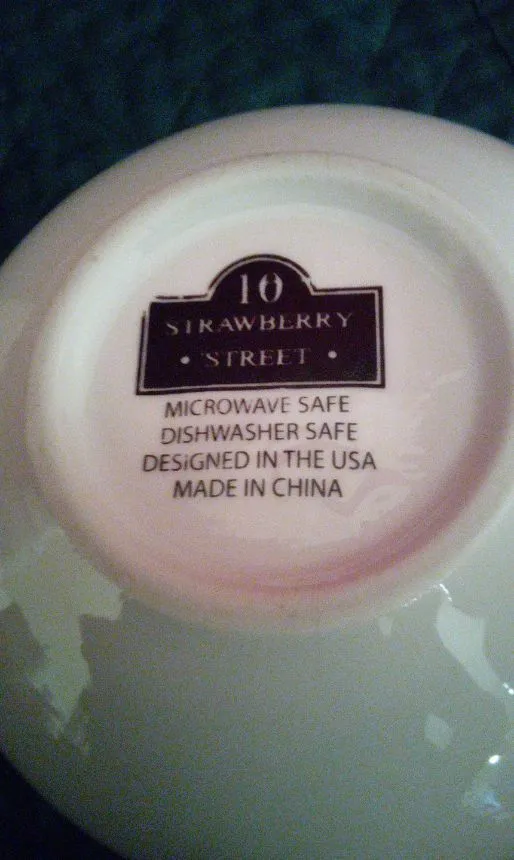 10
STRAWBERRY
• STREET •
MICROWAVE SAFE
DISHWASHER SAFE
DESIGNED IN THE USA
MADE IN CHINA